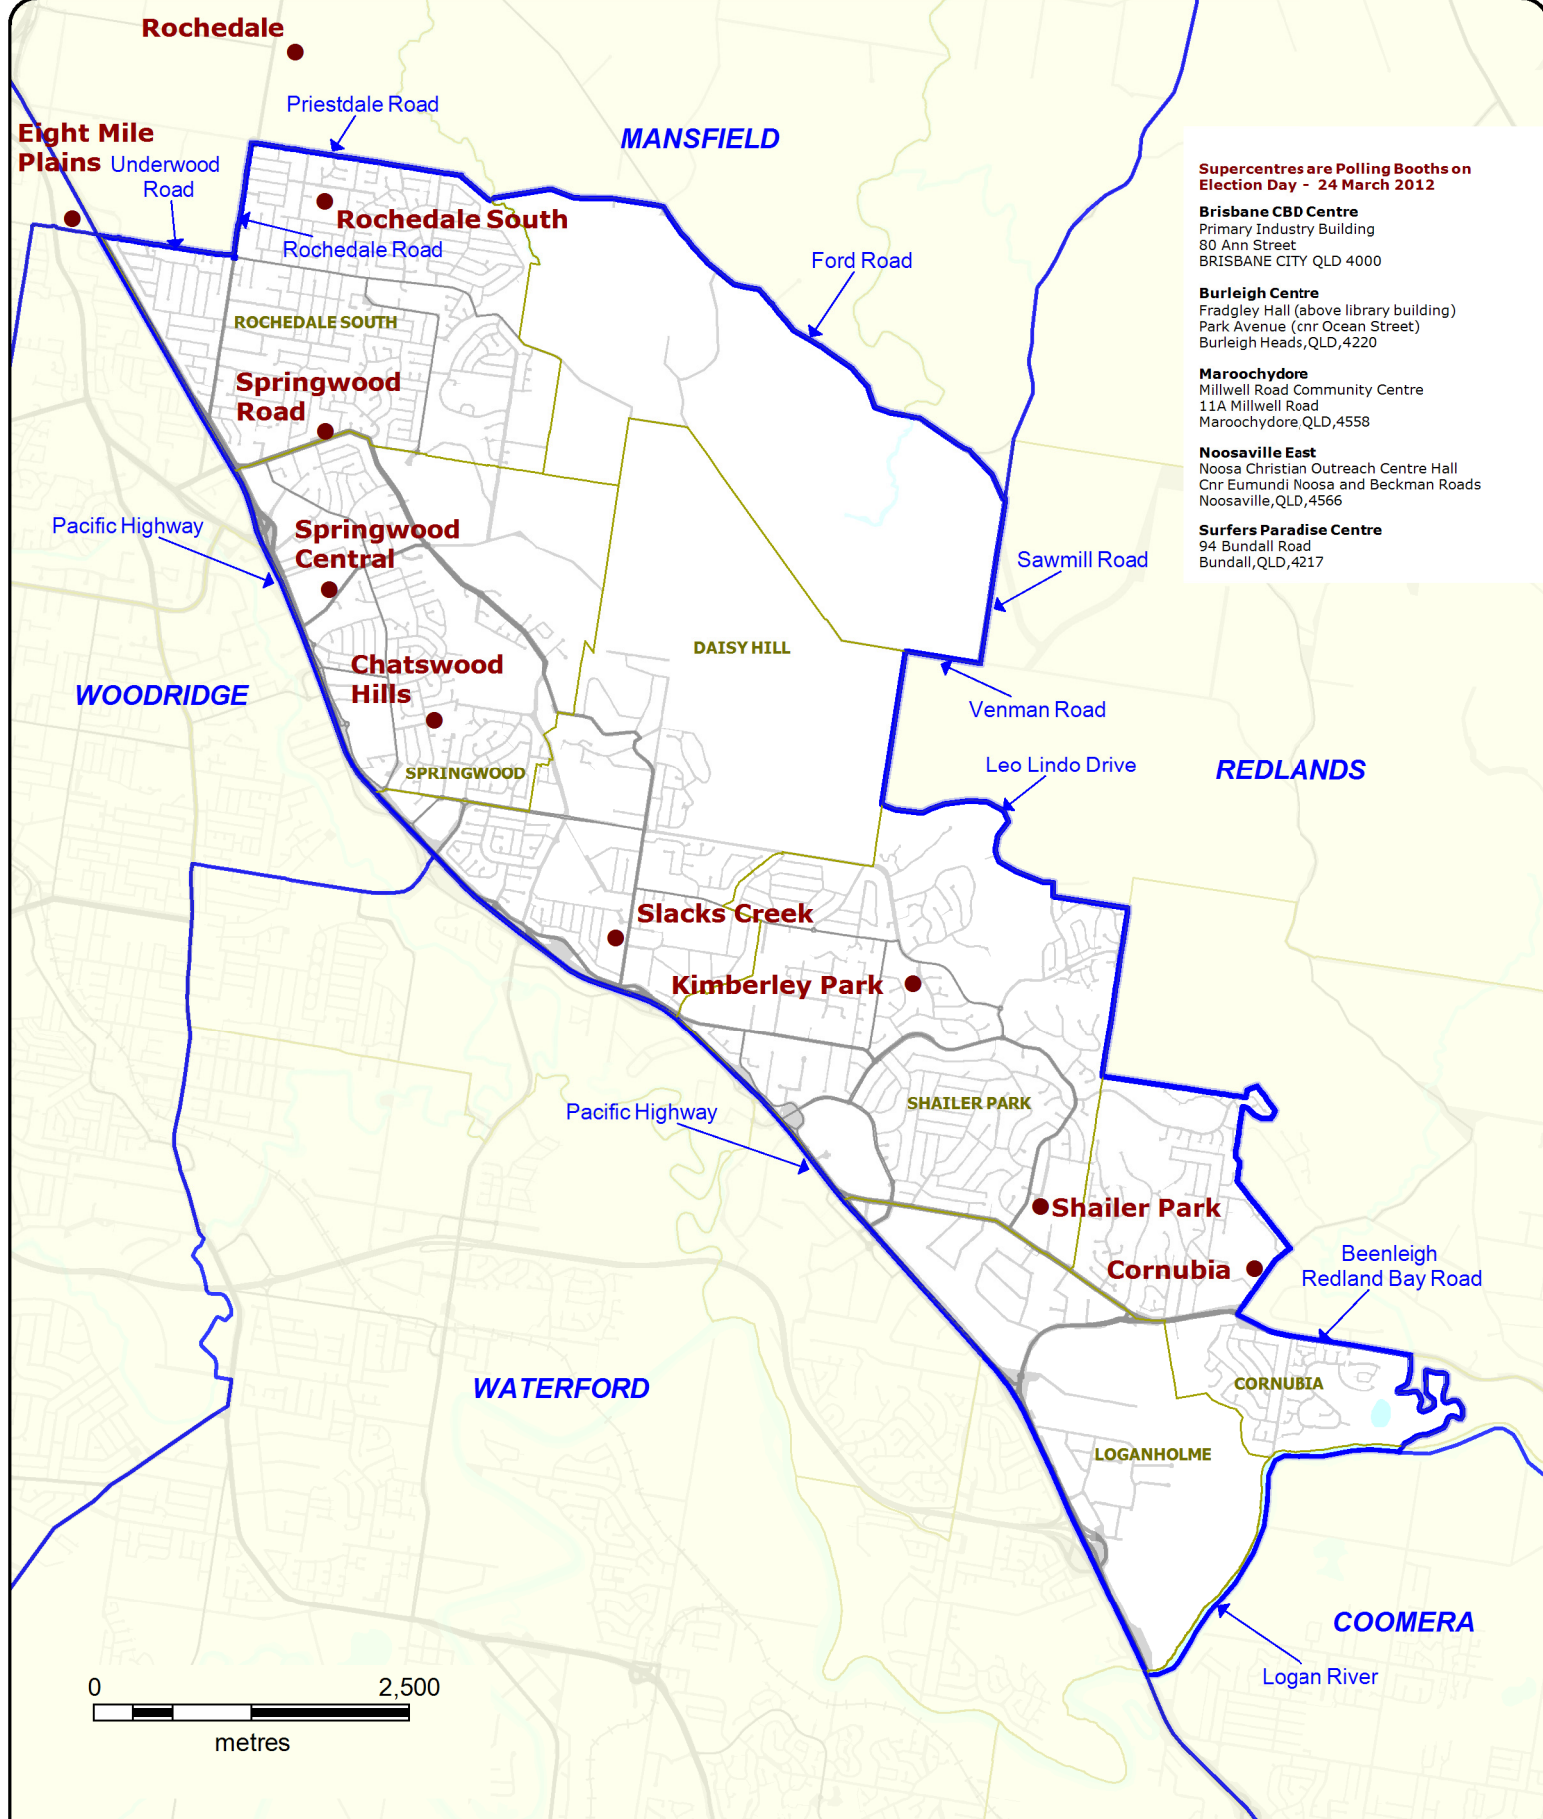 Rochedale
Priestdale Road
Eight Mile
Plains
Underwood
Road
MANSFIELD
Rochedale South
Rochedale Road
Ford Road
ROCHEDALE SOUTH
Springwood
Road
Supercentres are Polling Booths on
Election Day - 24 March 2012
Brisbane CBD Centre
Primary Industry Building
80 Ann Street
BRISBANE CITY QLD 4000
Burleigh Centre
Fradgley Hall (above library building)
Park Avenue (cnr Ocean Street)
Burleigh Heads,QLD,4220
Maroochydore
Millwell Road Community Centre
11A Millwell Road
Maroochydore,QLD,4558
Noosaville East
Noosa Christian Outreach Centre Hall
Cnr Eumundi Noosa and Beckman Roads
Noosaville,QLD,4566
Surfers Paradise Centre
94 Bundall Road
Bundall,QLD,4217
Pacific Highway
Springwood
Central
Sawmill Road
DAISY HILL
Chatswood
Hills
WOODRIDGE
Venman Road
SPRINGWOOD
Leo Lindo Drive
REDLANDS
Slacks Creek
Kimberley Park
Pacific Highway
SHAILER PARK
Shailer Park
Cornubia
Beenleigh
Redland Bay Road
WATERFORD
CORNUBIA
LOGANHOLME
COOMERA
Logan River
0 2,500
metres